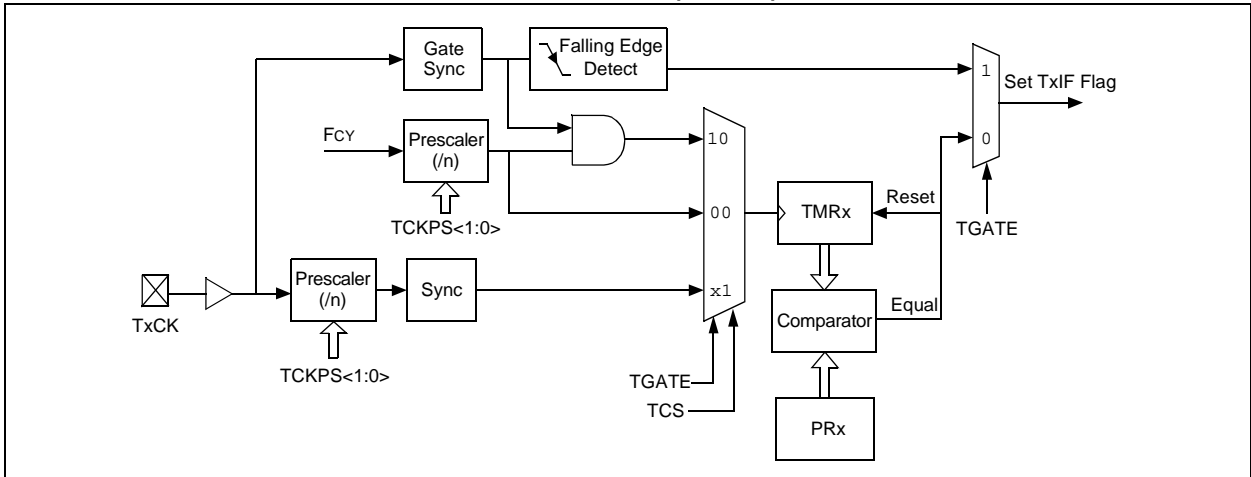 Gate
Sync
Falling Edge
Detect
1
Set TxIF Flag
FCY
Prescaler
(/n)
10
0
TCKPS<1:0>
00
TMRx
Reset
TGATE
TxCK
Prescaler
(/n)
Sync
x1
Comparator
Equal
TCKPS<1:0>
TGATE
TCS
PRx